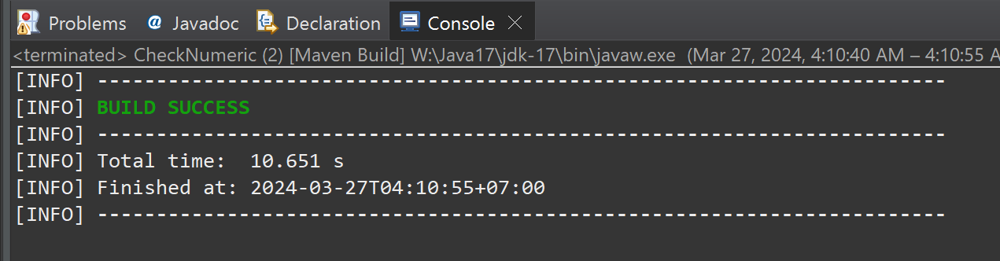 Problems @ Javadoc Declaration Console
<terminated> CheckNumeric (2) [Maven Build] W:\Java17\jdk-17\bin\javaw.exe (Mar 27, 2024, 4:10:40 AM – 4:10:55 A
[INFO] ------------------------------------------------------------------------
[INFO] BUILD SUCCESS
[INFO] ------------------------------------------------------------------------
[INFO] Total time:  10.651 s
[INFO] Finished at: 2024-03-27T04:10:55+07:00
[INFO] ------------------------------------------------------------------------